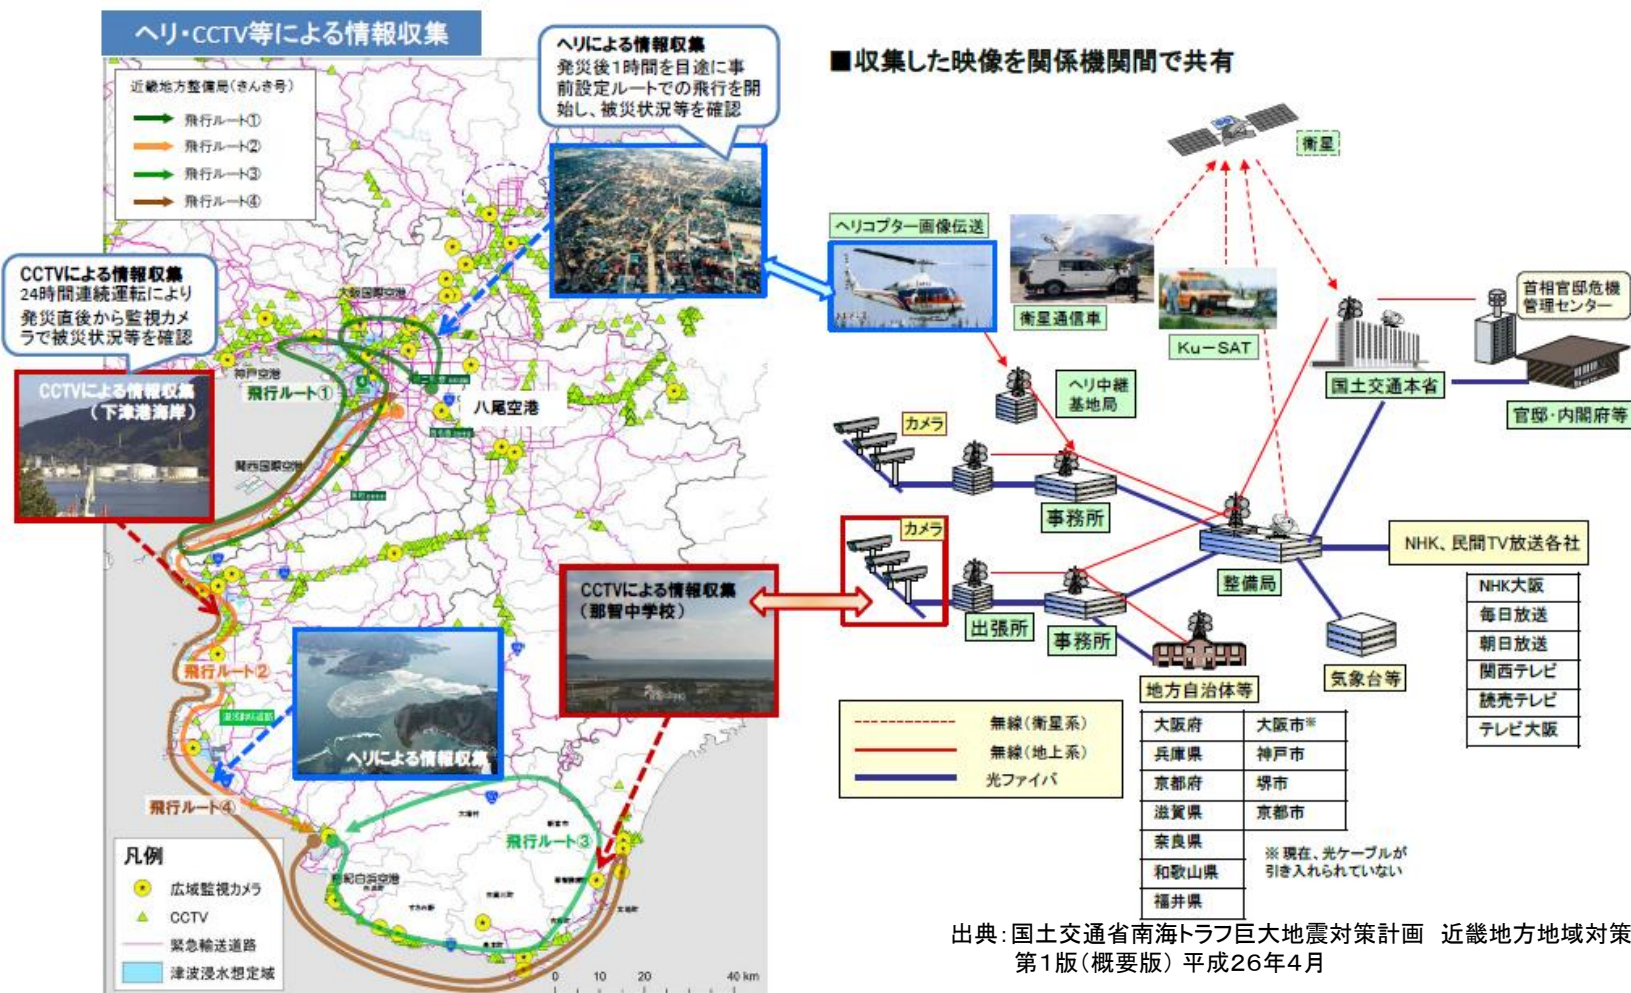 ヘリ・CCTV等による情報収集
近畿地方整備局(きんき号)
飛行ルート①
飛行ルート②
飛行ルート③
飛行ルート④
ヘリによる情報収集
発災後1時間を目途に事
前設定ルートでの飛行を開
始し、被災状況等を確認
CCTVによる情報収集
24時間連続運転により
発災直後から監視カメ
ラで被災状況等を確認
CCTVによる情報収集
(下津港海岸)
大阪国際空港
神戸空港
飛行ルート①
八尾空港
関西国際空港
CCTVによる情報収集
(那智中学校)
飛行ルート②
ヘリによる情報収集
飛行ルート④
飛行ルート③
南紀白浜空港
凡例
広域監視カメラ
CCTV
緊急輸送道路
津波浸水想定域
0 10 20 40 km
■収集した映像を関係機関間で共有
衛星
ヘリコプター画像伝送
衛星通信車
Ku-SAT
首相官邸危機
管理センター
国土交通本省
官邸・内閣府等
ヘリ中継
基地局
カメラ
事務所
カメラ
出張所
事務所
整備局
NHK、民間TV放送各社
NHK大阪
毎日放送
朝日放送
関西テレビ
読売テレビ
テレビ大阪
気象台等
地方自治体等
大阪府 大阪市※
兵庫県 神戸市
京都府 堺市
滋賀県 京都市
奈良県
和歌山県
福井県
※ 現在、光ケーブルが
引き入れられていない
無線(衛星系)
無線(地上系)
光ファイバ
出典:国土交通省南海トラフ巨大地震対策計画 近畿地方地域対策
第1版(概要版) 平成26年4月